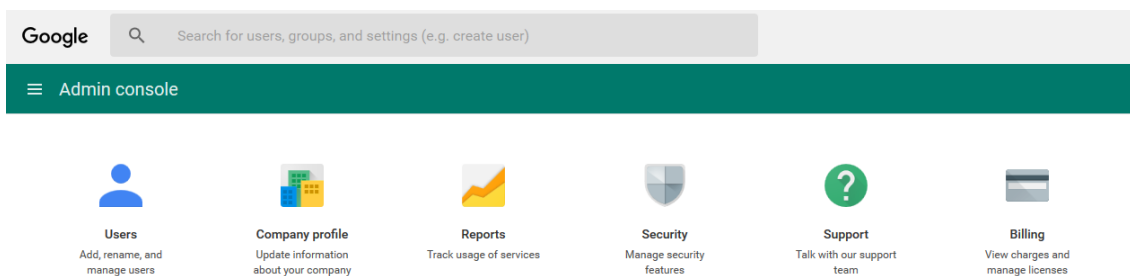 Google
Search for users, groups, and settings (e.g. create user)
Admin console
Users
Add, rename, and
manage users
Company profile
Update information
about your company
Reports
Track usage of services
Security
Manage security
features
Support
Talk with our support
team
Billing
View charges and
manage licenses